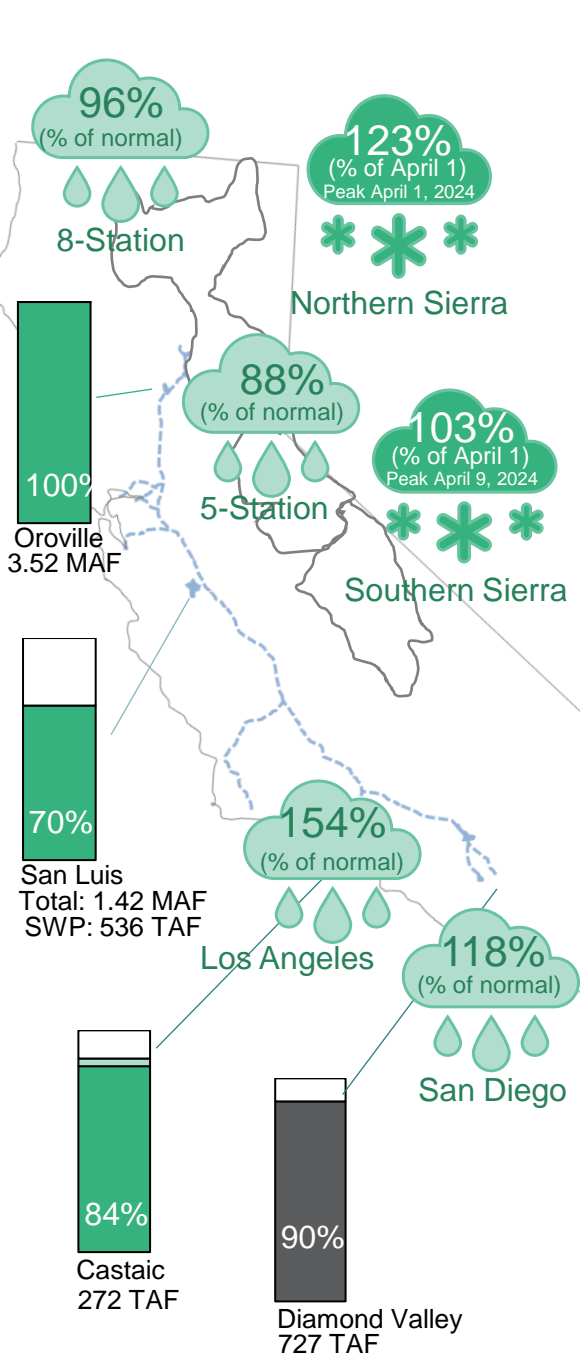 96%
(% of normal)
8-Station
123%
(% of April 1)
Peak April 1, 2024
Northern Sierra
88%
(% of normal)
5-Station
103%
(% of April 1)
Peak April 9, 2024
Southern Sierra
100%
Oroville
3.52 MAF
70%
San Luis
Total: 1.42 MAF
SWP: 536 TAF
154%
(% of normal)
Los Angeles
118%
(% of normal)
San Diego
84%
Castaic
272 TAF
90%
Diamond Valley
727 TAF